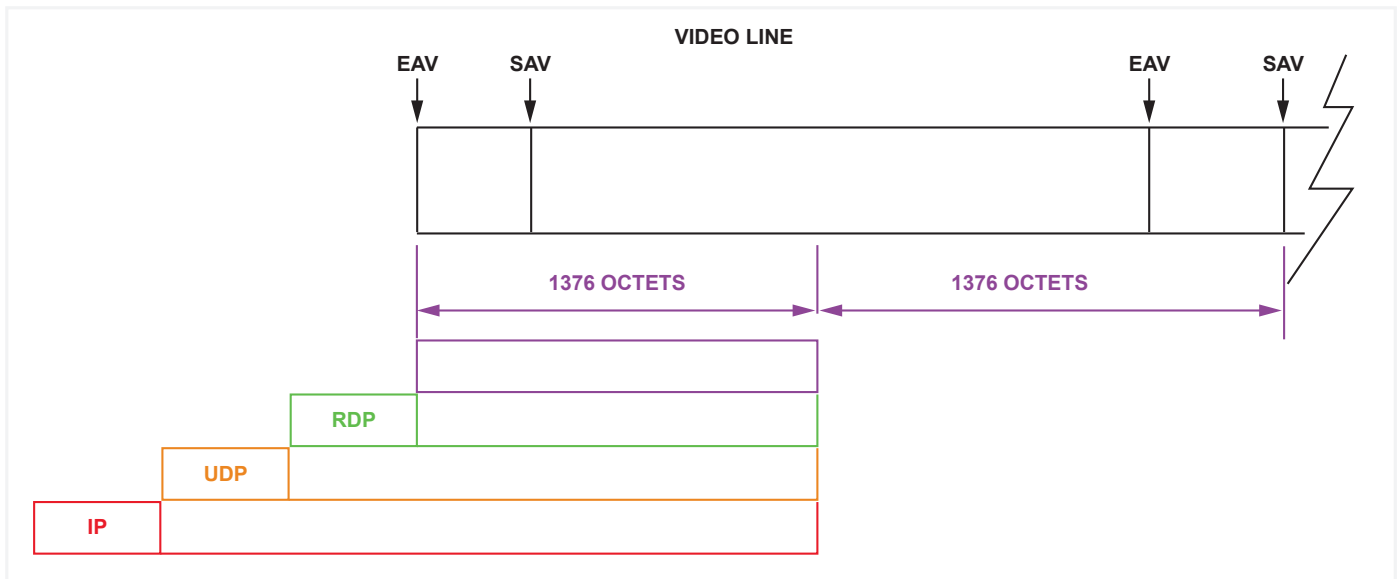 VIDEO LINE
EAV SAV EAV SAV
1376 OCTETS 1376 OCTETS
RDP
UDP
IP